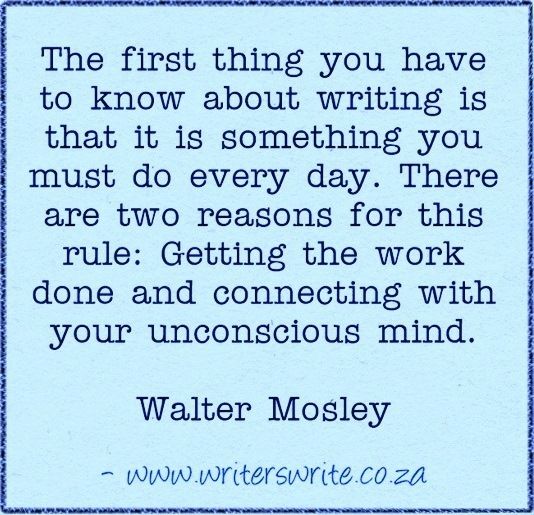 The first thing you have
to know about writing is
that it is something you
must do every day. There
are two reasons for this
rule: Getting the work
done and connecting with
your unconscious mind.
Walter Mosley
- www.writerswrite.co.za